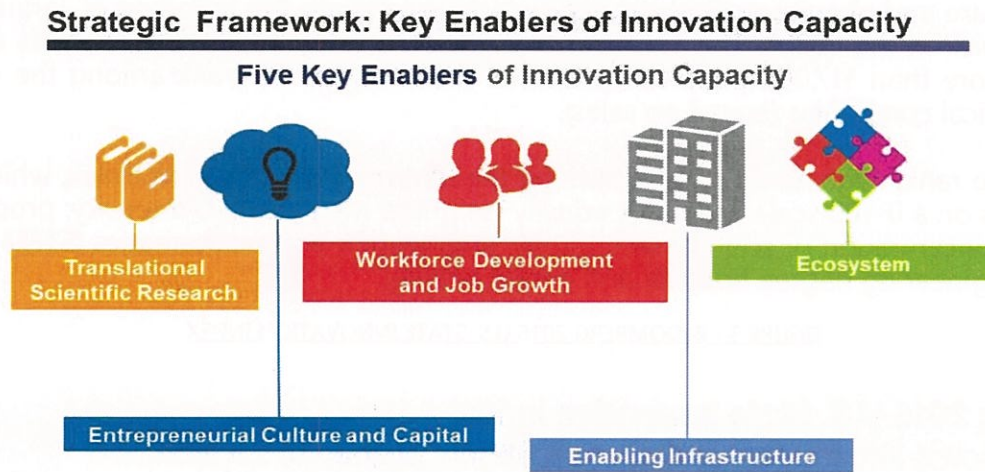 Strategic Framework: Key Enablers of Innovation Capacity
Five Key Enablers of Innovation Capacity
Translational
Scientific Research
Workforce Development
and Job Growth
Ecosystem
Entrepreneurial Culture and Capital
Enabling Infrastructure